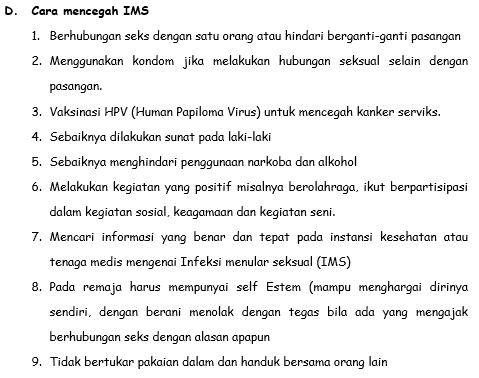 D. Cara mencegah IMS
1. Berhubungan seks dengan satu orang atau hindari berganti-ganti pasangan
2. Menggunakan kondom jika melakukan hubungan seksual selain dengan
pasangan.
3. Vaksinasi HPV (Human Papiloma Virus) untuk mencegah kanker serviks.
4. Sebaiknya dilakukan sunat pada laki-laki
5. Sebaiknya menghindari penggunaan narkoba dan alkohol
6. Melakukan kegiatan yang positif misalnya berolahraga, ikut berpartisipasi
dalam kegiatan sosial, keagamaan dan kegiatan seni.
7. Mencari informasi yang benar dan tepat pada instansi kesehatan atau
tenaga medis mengenai Infeksi menular seksual (IMS)
8. Pada remaja harus mempunyai self Estem (mampu menghargai dirinya
sendiri, dengan berani menolak dengan tegas bila ada yang mengajak
berhubungan seks dengan alasan apapun
9. Tidak bertukar pakaian dalam dan handuk bersama orang lain